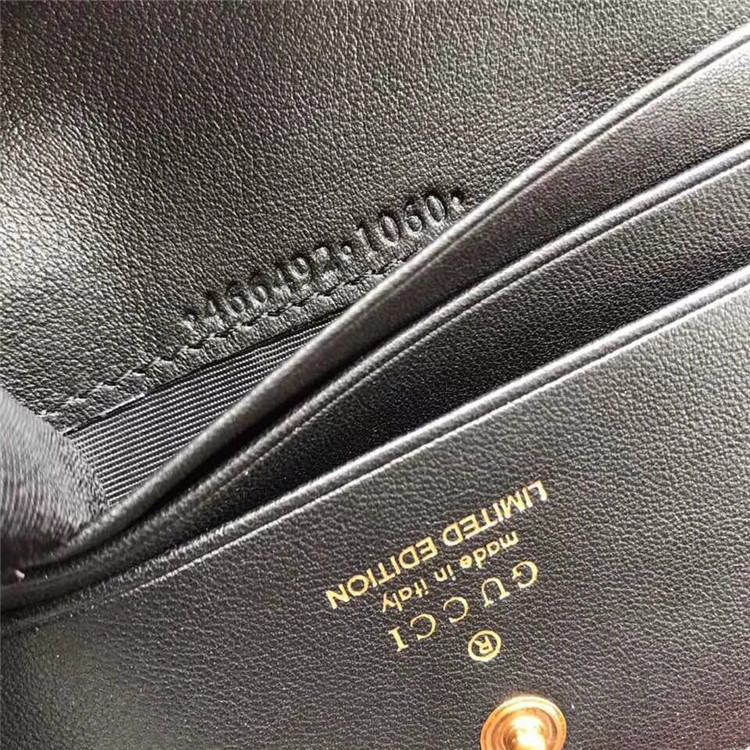 466492 · 1060
®
GUCCI
made in italy
LIMITED EDITION